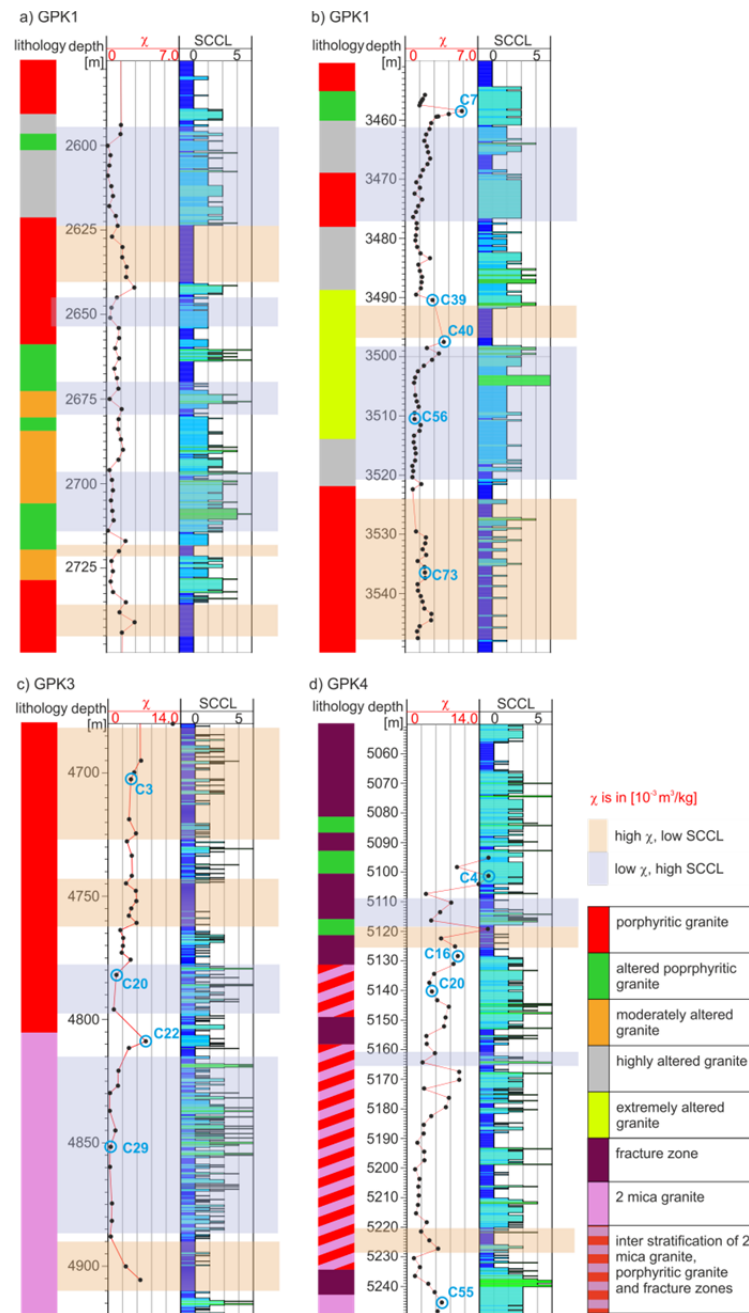 a) GPK1
lithology depth χ SCCL
[m] 0 7.0 0 5
2600
2625
2650
2675
2700
2725
b) GPK1
lithology depth χ SCCL
[m] 0 7.0 0 5
C7
3460
3470
3480
3490
C39
C40
3500
C56
3510
3520
3530
C73
3540
c) GPK3
lithology depth χ SCCL
[m] 0 14.0 0 5
4700
C3
4750
C20
4800
C22
4850
C29
4900
d) GPK4
lithology depth χ SCCL
[m] 0 14.0 0 5
5060
5070
5080
5090
5100
C4
5110
5120
C16
5130
C20
5140
5150
5160
5170
5180
5190
5200
5210
5220
5230
5240
C55
χ is in [10⁻³ m³/kg]
high χ, low SCCL
low χ, high SCCL
porphyritic granite
altered poprphyritic
granite
moderately altered
granite
highly altered granite
extremely altered
granite
fracture zone
2 mica granite
inter stratification of 2
mica granite,
porphyritic granite
and fracture zones